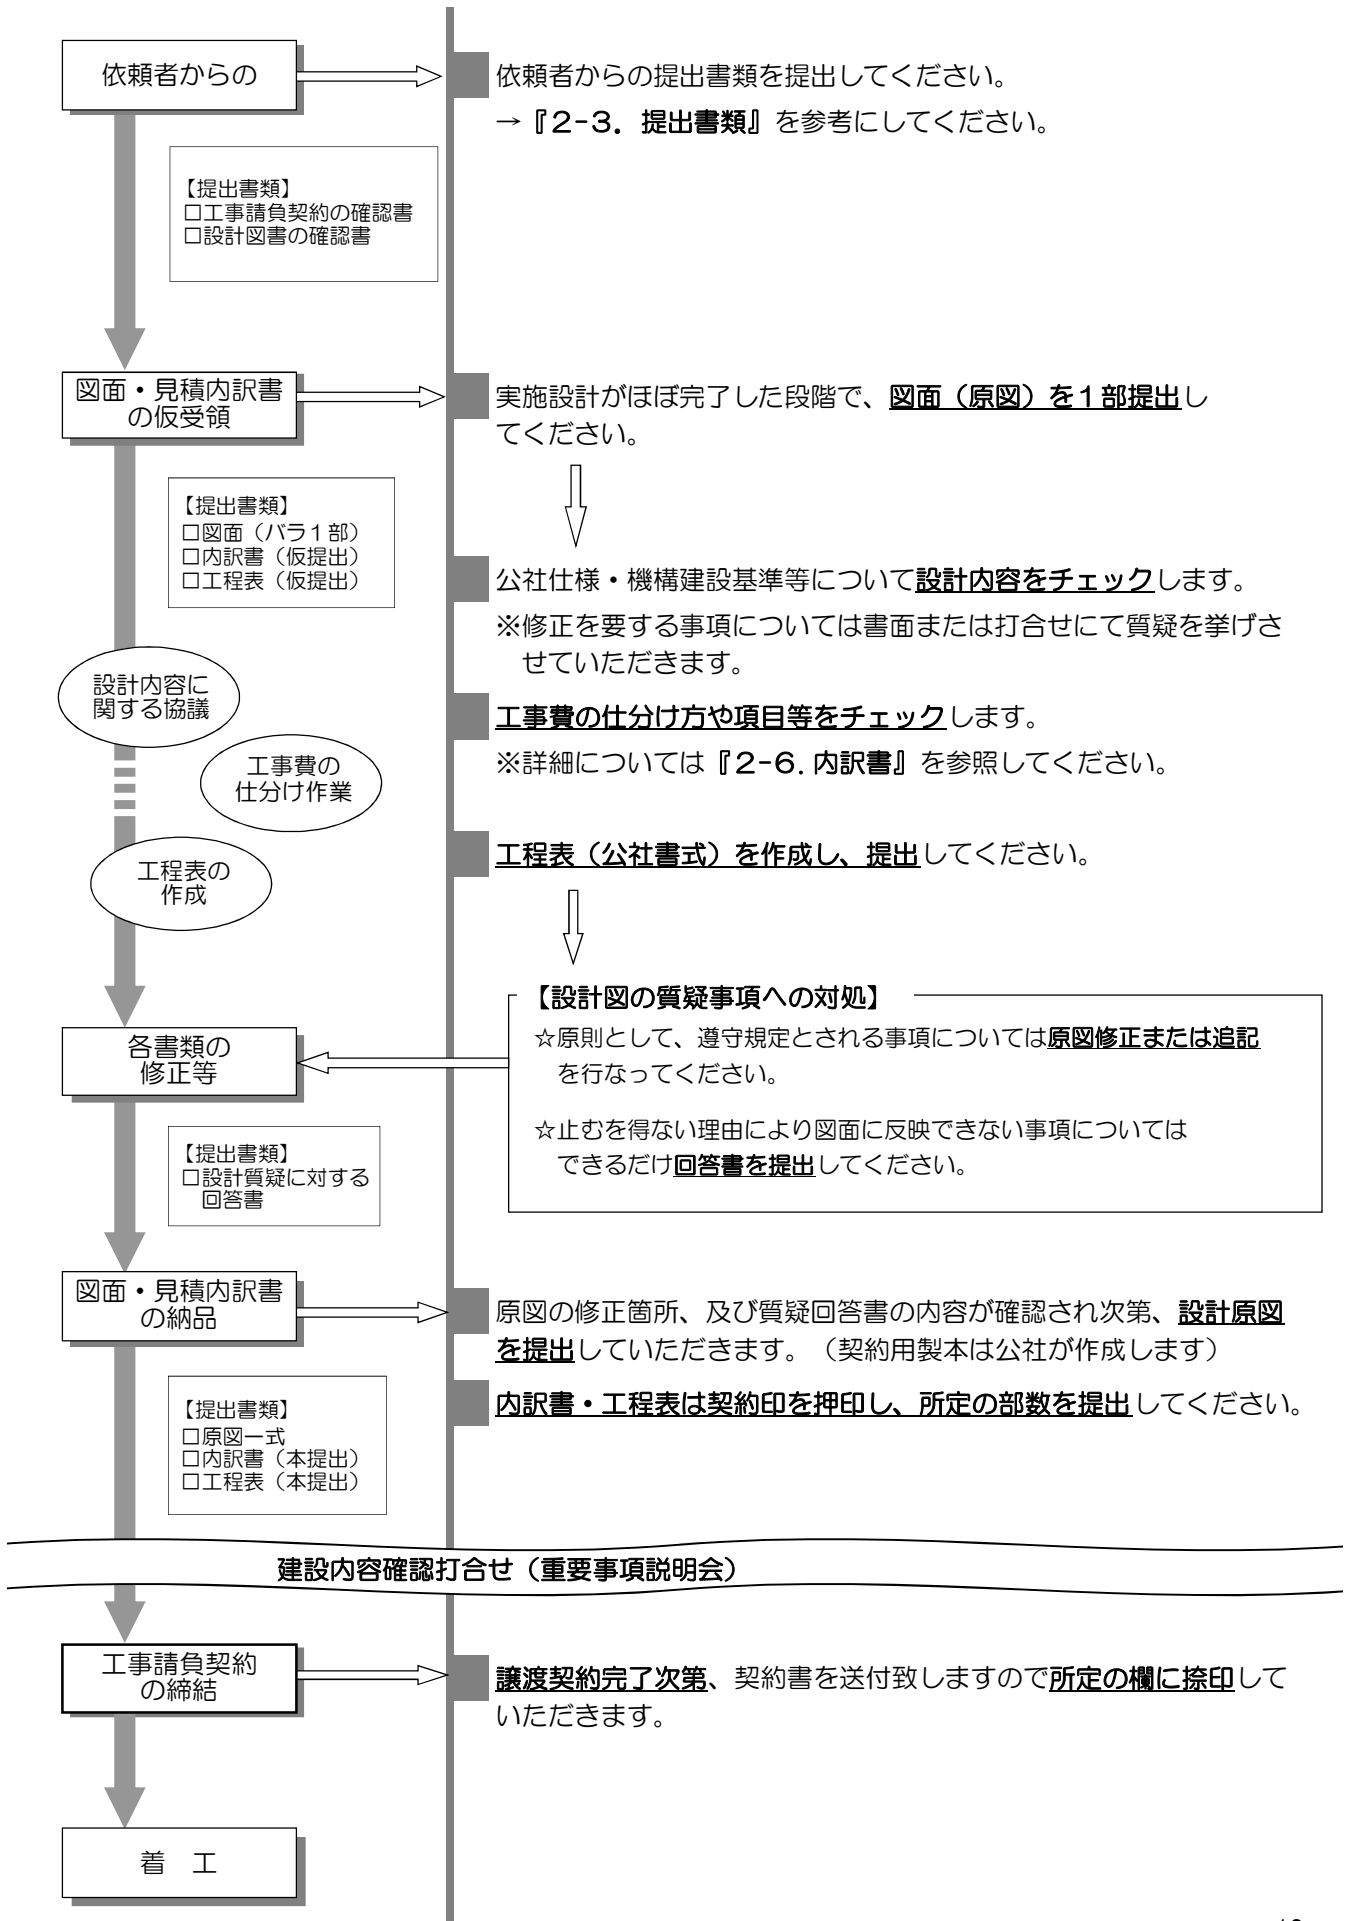 依頼者からの
依頼者からの提出書類を提出してください。
→『2-3．提出書類』を参考にしてください。
【提出書類】
□工事請負契約の確認書
□設計図書の確認書
図面・見積内訳書
の仮受領
実施設計がほぼ完了した段階で、図面（原図）を１部提出し
てください。
【提出書類】
□図面（バラ１部）
□内訳書（仮提出）
□工程表（仮提出）
公社仕様・機構建設基準等について設計内容をチェックします。
※修正を要する事項については書面または打合せにて質疑を挙げさ
せていただきます。
設計内容に
関する協議
工事費の仕分け方や項目等をチェックします。
※詳細については『2-6．内訳書』を参照してください。
工事費の
仕分け作業
工程表（公社書式）を作成し、提出してください。
工程表の
作成
【設計図の質疑事項への対処】
☆原則として、遵守規定とされる事項については原図修正または追記
を行なってください。
☆止むを得ない理由により図面に反映できない事項については
できるだけ回答書を提出してください。
各書類の
修正等
【提出書類】
□設計質疑に対する
回答書
図面・見積内訳書
の納品
原図の修正箇所、及び質疑回答書の内容が確認され次第、設計原図
を提出していただきます。（契約用製本は公社が作成します）
内訳書・工程表は契約印を押印し、所定の部数を提出してください。
【提出書類】
□原図一式
□内訳書（本提出）
□工程表（本提出）
建設内容確認打合せ（重要事項説明会）
工事請負契約
の締結
譲渡契約完了次第、契約書を送付致しますので所定の欄に捺印して
いただきます。
着　工